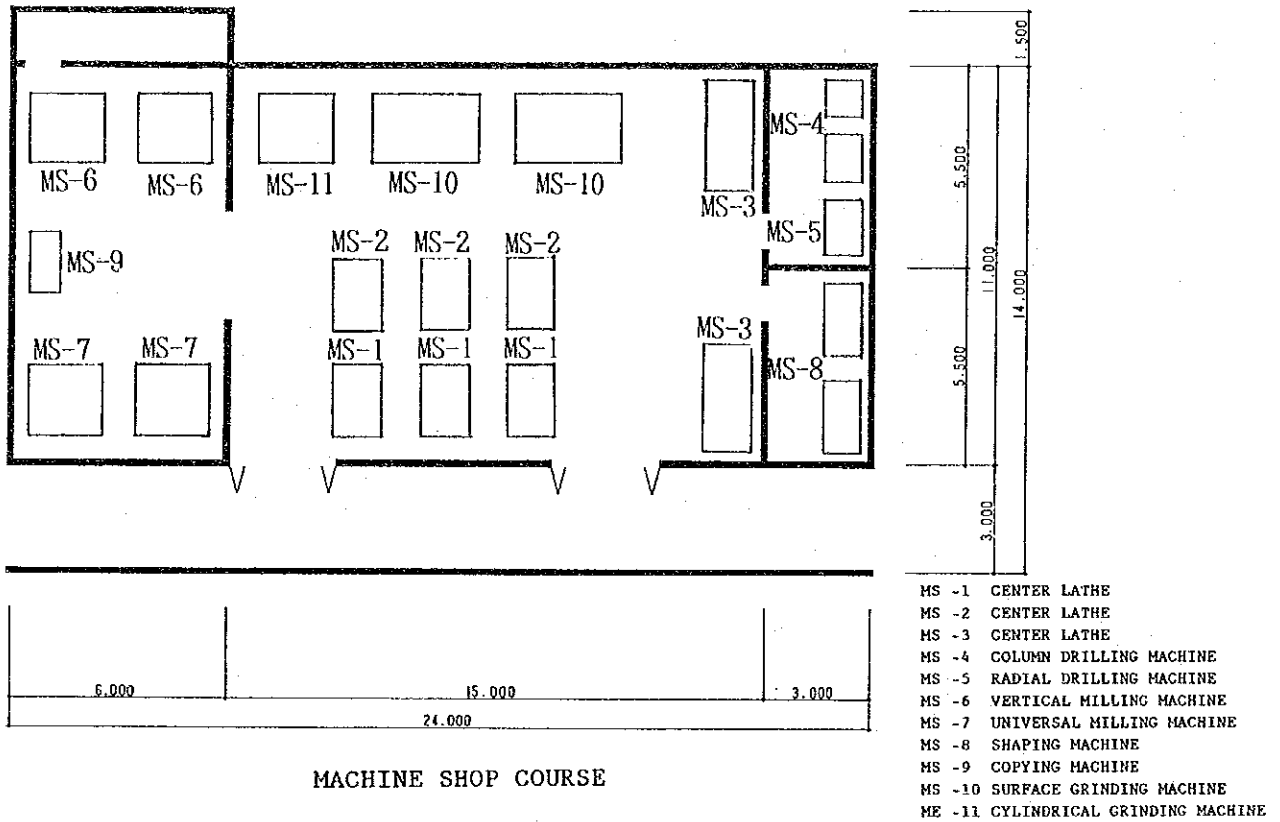 1.500
MS-4
MS-6 MS-6 MS-11 MS-10 MS-10
5.500
MS-3
MS-5
MS-2 MS-2 MS-2
MS-9
11.000
14.000
MS-3
MS-7 MS-7 MS-1 MS-1 MS-1
MS-8
5.500
3.000
MS -1 CENTER LATHE
MS -2 CENTER LATHE
MS -3 CENTER LATHE
MS -4 COLUMN DRILLING MACHINE
MS -5 RADIAL DRILLING MACHINE
MS -6 VERTICAL MILLING MACHINE
MS -7 UNIVERSAL MILLING MACHINE
MS -8 SHAPING MACHINE
MS -9 COPYING MACHINE
MS -10 SURFACE GRINDING MACHINE
ME -11 CYLINDRICAL GRINDING MACHINE
6.000 15.000 3.000
24.000
MACHINE SHOP COURSE